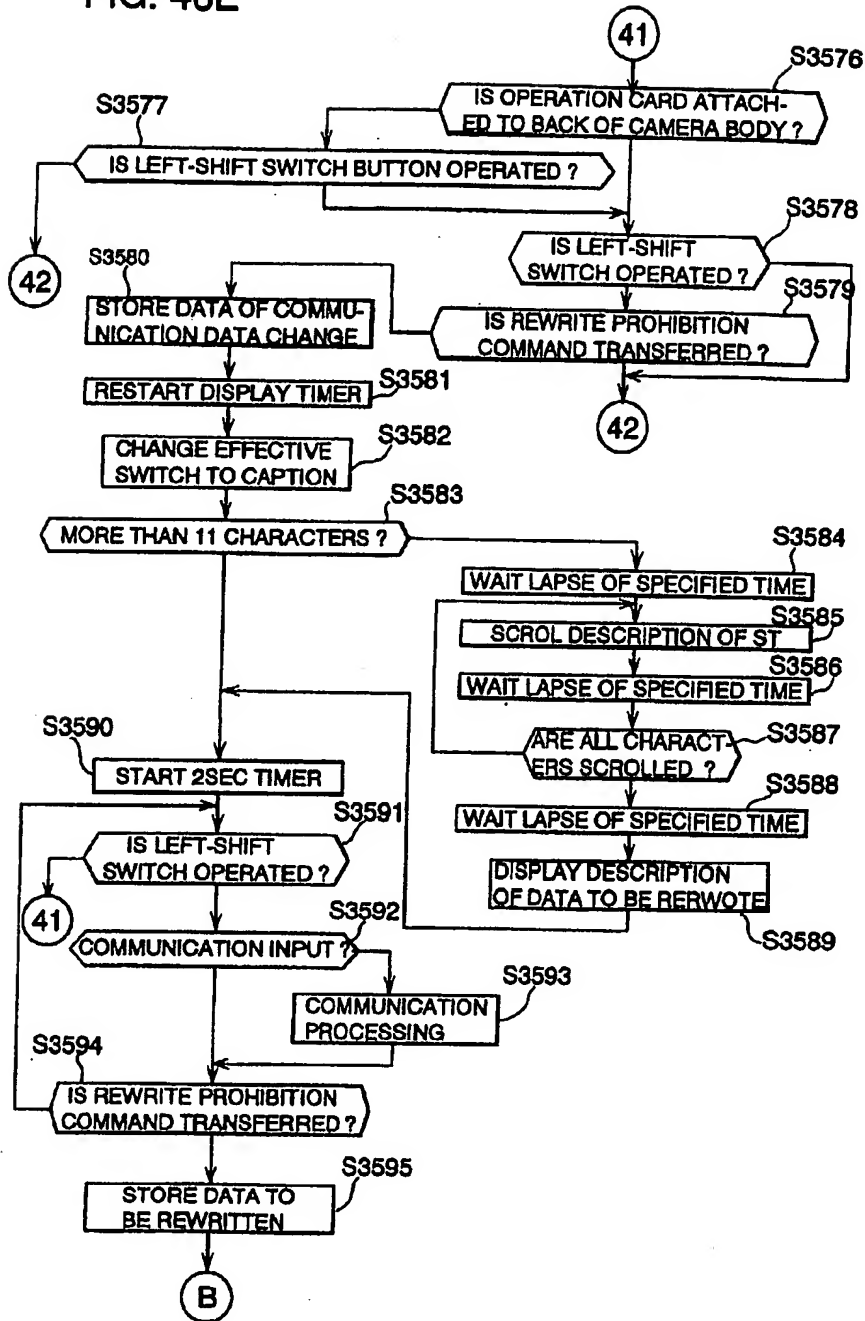 FIG. 46E
41
S3576
IS OPERATION CARD ATTACH-
ED TO BACK OF CAMERA BODY ?
S3577
IS LEFT-SHIFT SWITCH BUTTON OPERATED ?
42
S3578
IS LEFT-SHIFT
SWITCH OPERATED ?
S3579
IS REWRITE PROHIBITION
COMMAND TRANSFERRED ?
42
S3580
STORE DATA OF COMMU-
NICATION DATA CHANGE
S3581
RESTART DISPLAY TIMER
S3582
CHANGE EFFECTIVE
SWITCH TO CAPTION
S3583
MORE THAN 11 CHARACTERS ?
S3584
WAIT LAPSE OF SPECIFIED TIME
S3585
SCROL DESCRIPTION OF ST
S3586
WAIT LAPSE OF SPECIFIED TIME
S3587
ARE ALL CHARACT-
ERS SCROLLED ?
S3588
WAIT LAPSE OF SPECIFIED TIME
DISPLAY DESCRIPTION
OF DATA TO BE RERWOTE
S3589
S3590
START 2SEC TIMER
S3591
IS LEFT-SHIFT
SWITCH OPERATED ?
41
S3592
COMMUNICATION INPUT ?
S3593
COMMUNICATION
PROCESSING
S3594
IS REWRITE PROHIBITION
COMMAND TRANSFERRED ?
S3595
STORE DATA TO
BE REWRITTEN
B